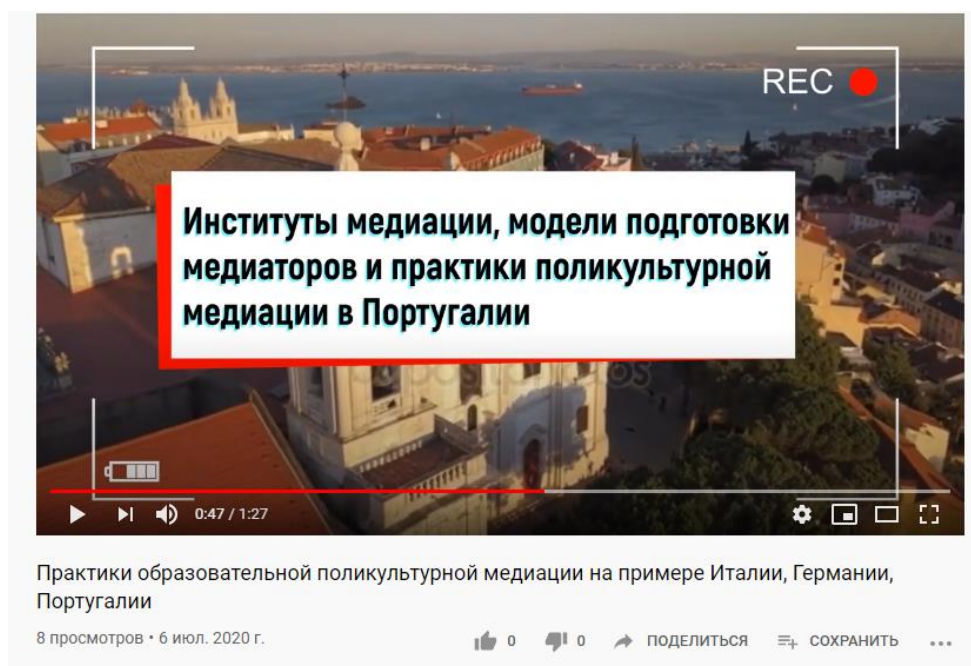 REC
Институты медиации, модели подготовки
медиаторов и практики поликультурной
медиации в Португалии
0:47 / 1:27
Практики образовательной поликультурной медиации на примере Италии, Германии,
Португалии
8 просмотров • 6 июл. 2020 г.
0
0
ПОДЕЛИТЬСЯ
СОХРАНИТЬ